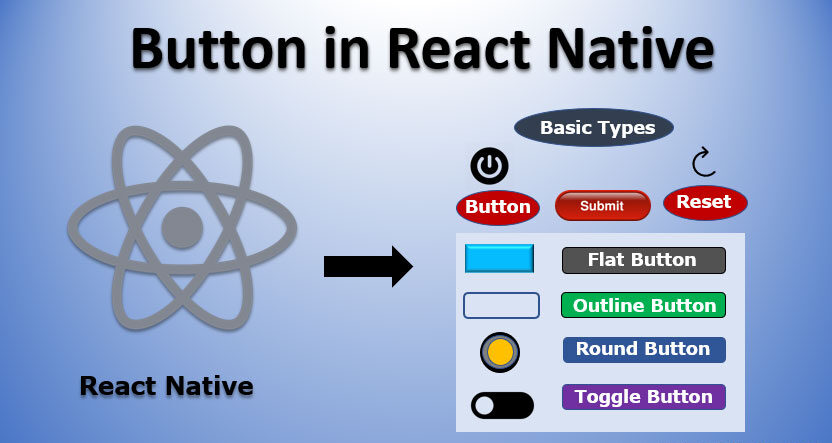 Button in React Native
Basic Types
Button
Submit
Reset
Flat Button
Outline Button
Round Button
Toggle Button
React Native